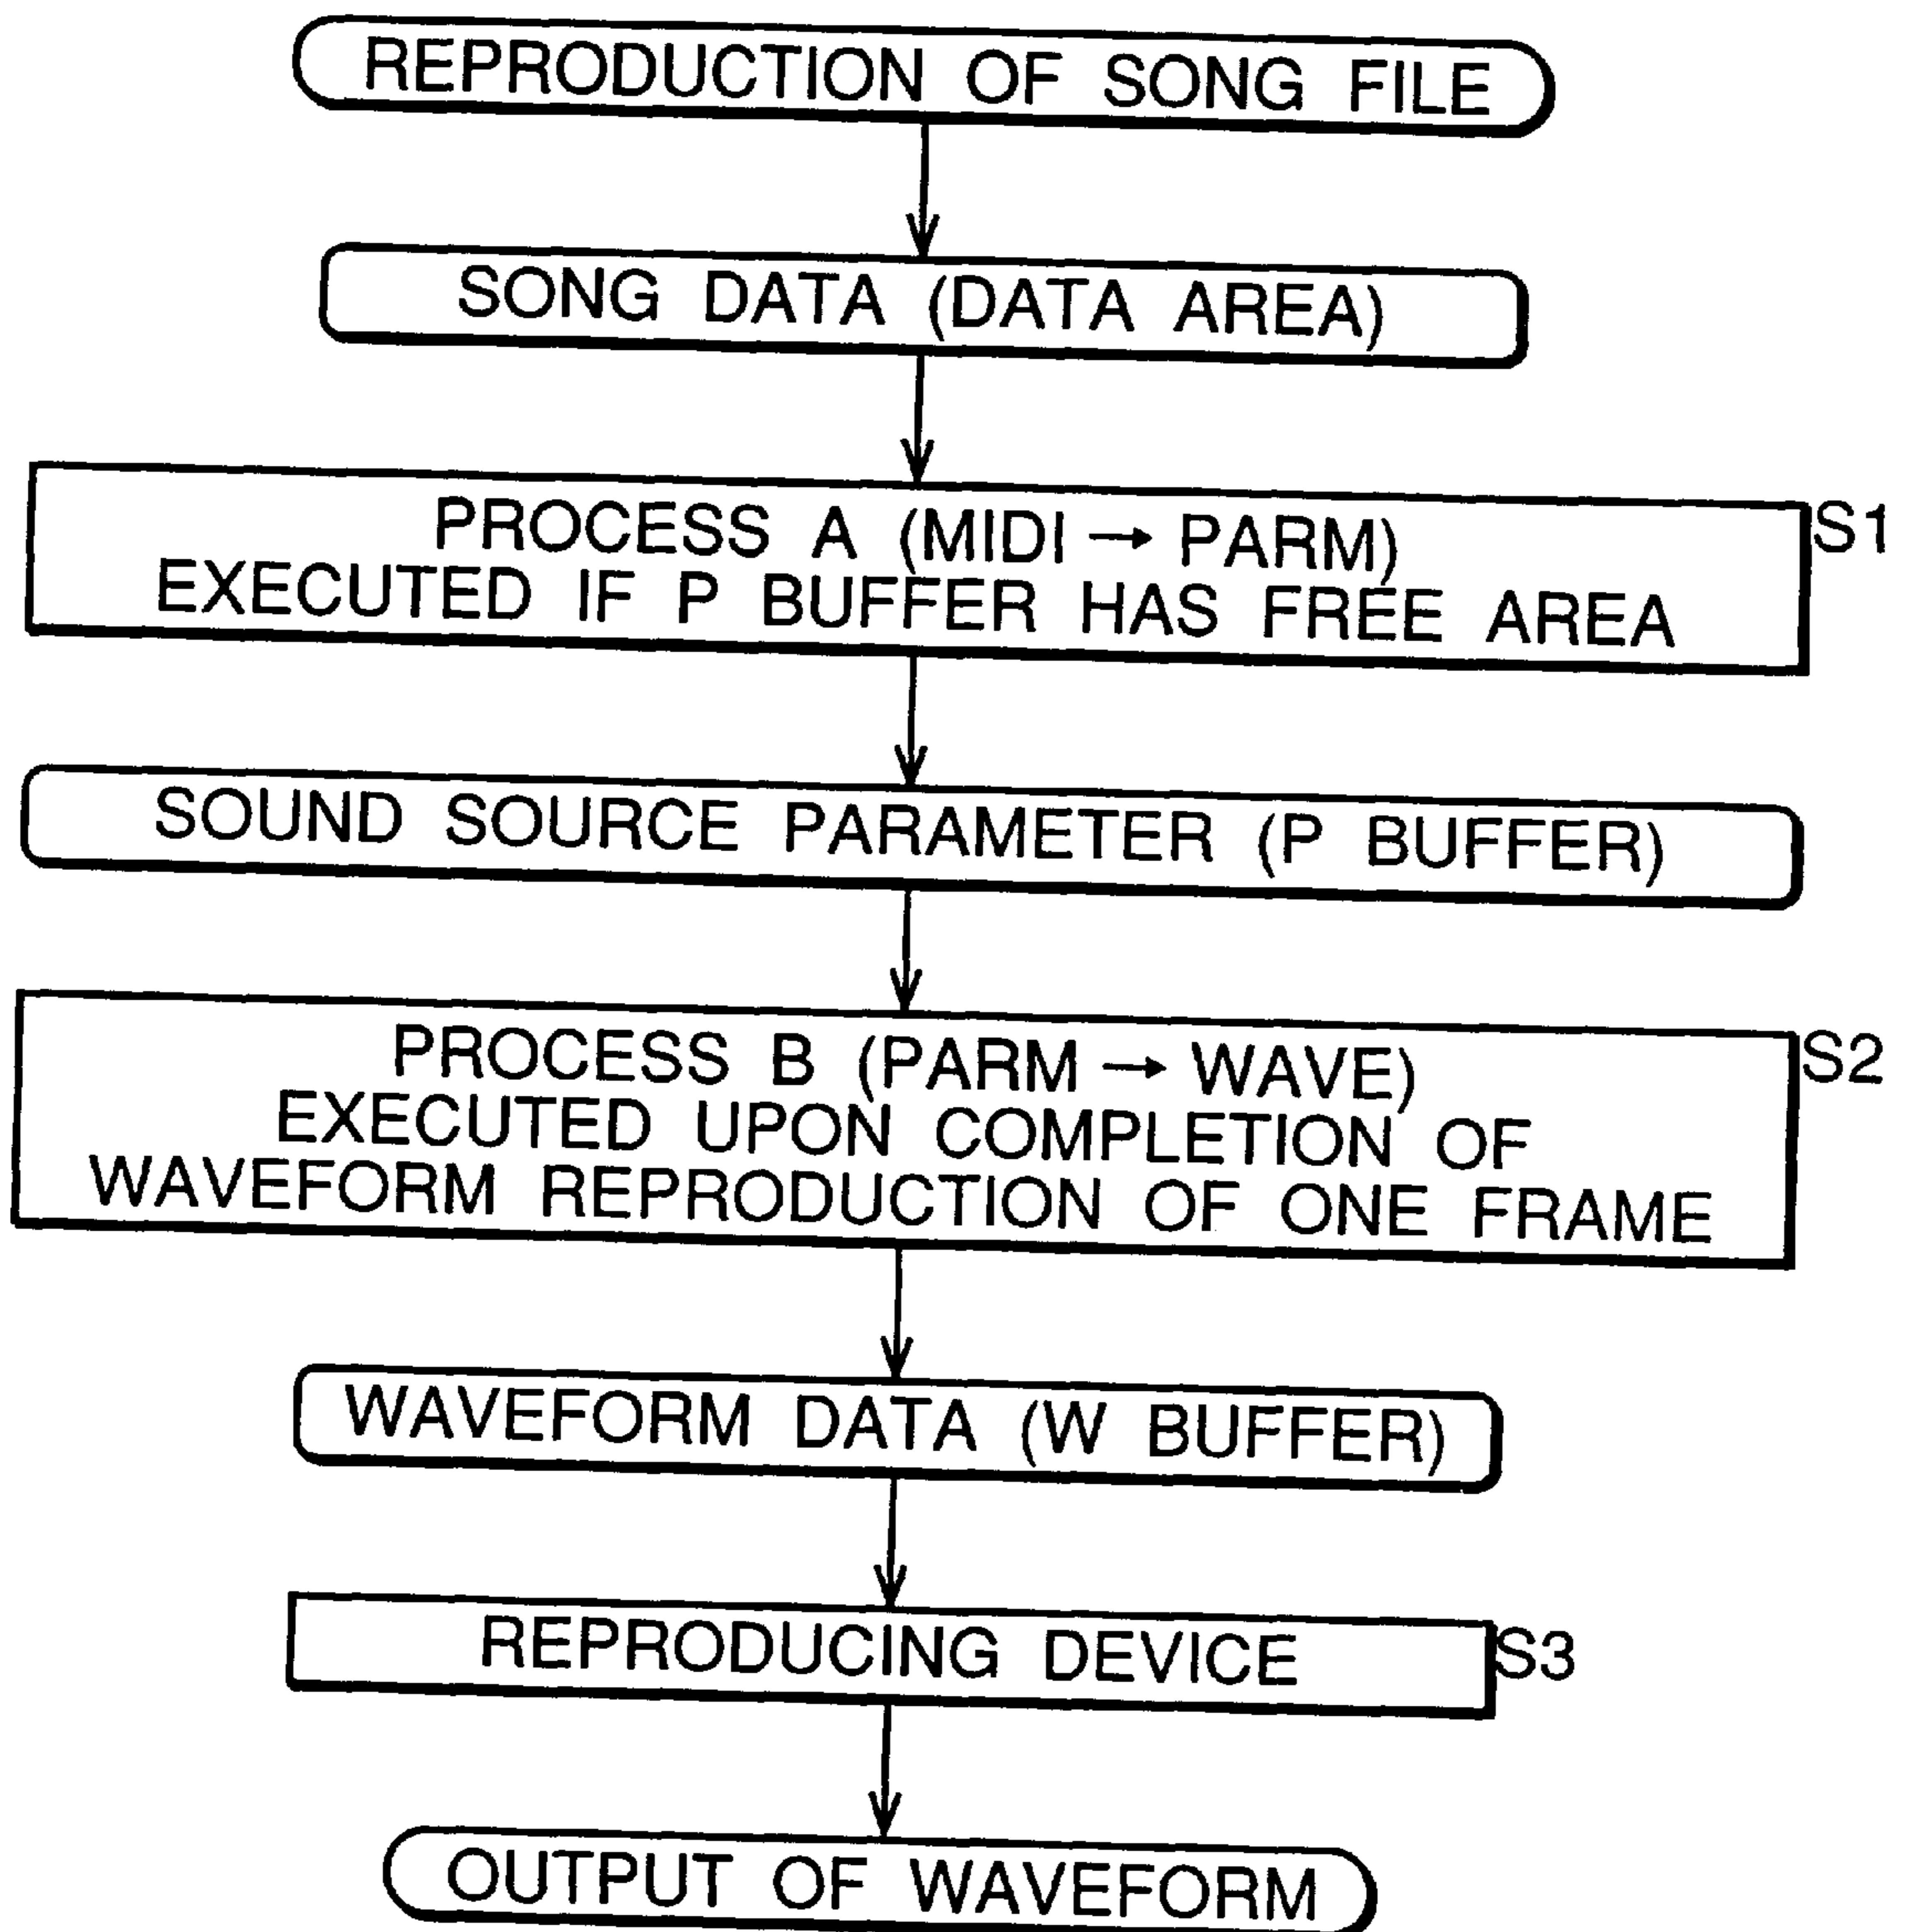 REPRODUCTION OF SONG FILE
SONG DATA (DATA AREA)
PROCESS A (MIDI → PARM)
EXECUTED IF P BUFFER HAS FREE AREA
S1
SOUND SOURCE PARAMETER (P BUFFER)
PROCESS B (PARM → WAVE)
EXECUTED UPON COMPLETION OF
WAVEFORM REPRODUCTION OF ONE FRAME
S2
WAVEFORM DATA (W BUFFER)
REPRODUCING DEVICE
S3
OUTPUT OF WAVEFORM